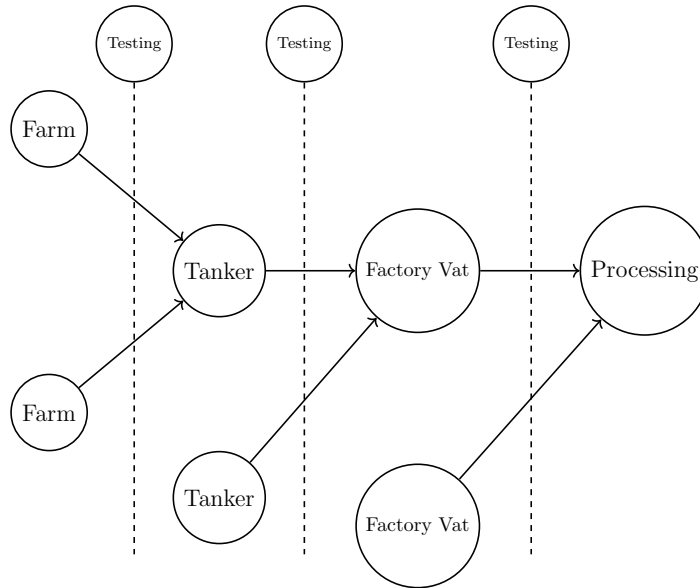 Testing
Testing
Testing
Farm
Tanker
Factory Vat
Processing
Farm
Tanker
Factory Vat